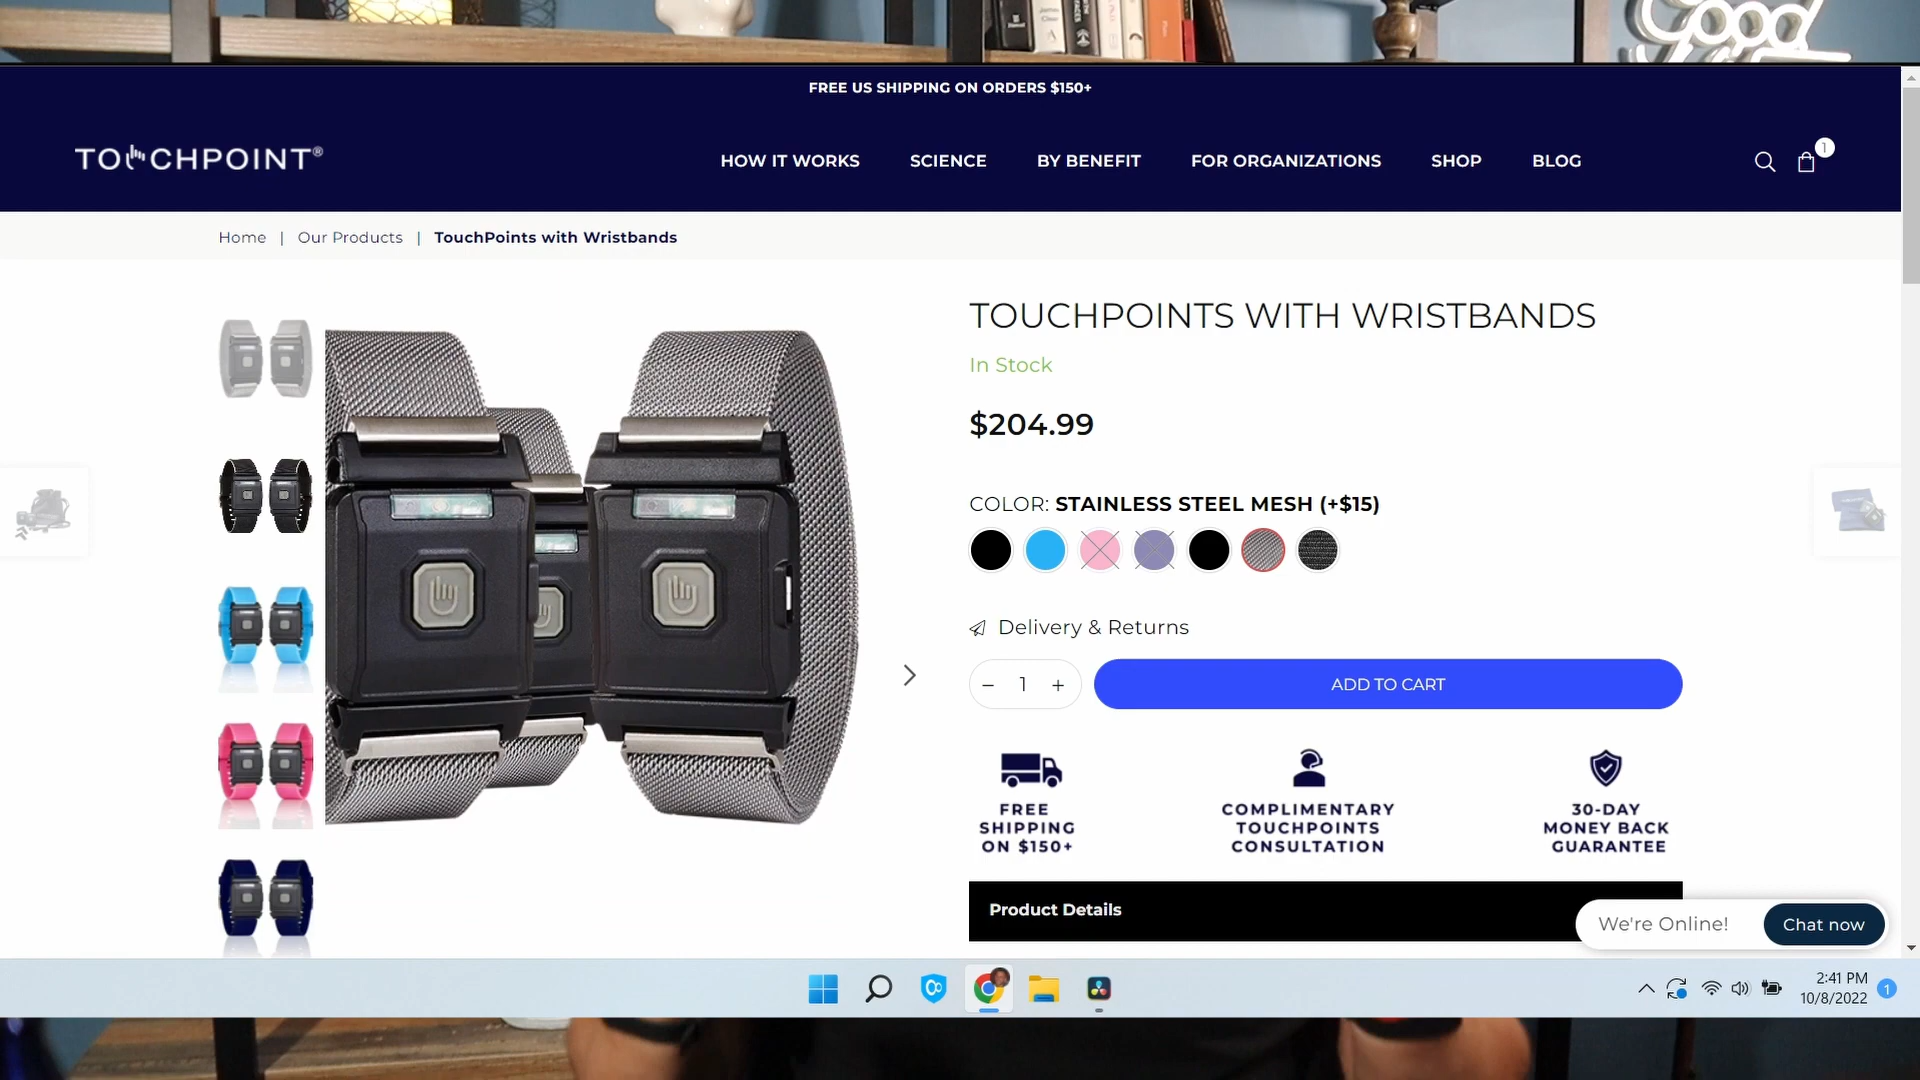 Good
FREE US SHIPPING ON ORDERS $150+
TOUCHPOINT®
HOW IT WORKS
SCIENCE
BY BENEFIT
FOR ORGANIZATIONS
SHOP
BLOG
1
Home | Our Products | TouchPoints with Wristbands
TOUCHPOINTS WITH WRISTBANDS
In Stock
$204.99
COLOR: STAINLESS STEEL MESH (+$15)
Delivery & Returns
− 1 +
ADD TO CART
FREE
SHIPPING
ON $150+
COMPLIMENTARY
TOUCHPOINTS
CONSULTATION
30-DAY
MONEY BACK
GUARANTEE
Product Details
We're Online!
Chat now
2:41 PM
10/8/2022
1